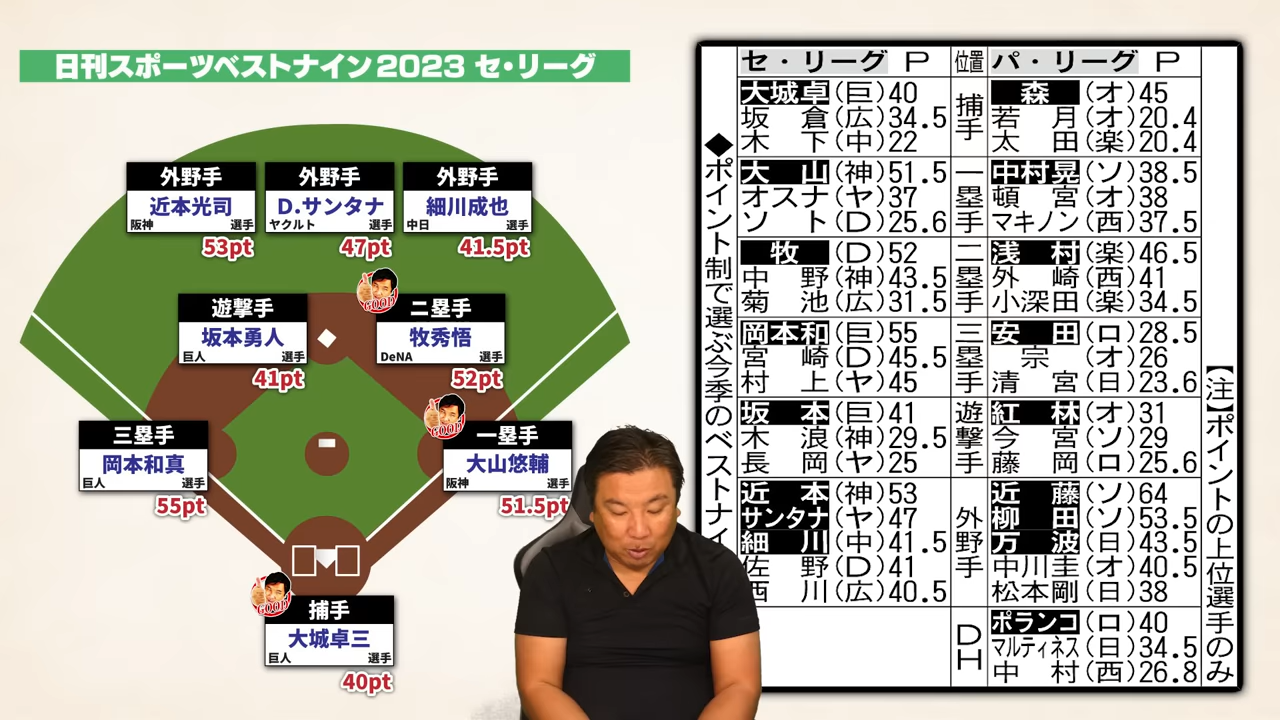 日刊スポーツベストナイン2023 セ・リーグ
外野手
近本光司
阪神 選手
53pt
外野手
D.サンタナ
ヤクルト 選手
47pt
外野手
細川成也
中日 選手
41.5pt
遊撃手
坂本勇人
巨人 選手
41pt
GOOD
二塁手
牧秀悟
DeNA 選手
52pt
三塁手
岡本和真
巨人 選手
55pt
GOOD
一塁手
大山悠輔
阪神 選手
51.5pt
GOOD
捕手
大城卓三
巨人 選手
40pt
◆ポイント制で選ぶ今季のベストナイ
セ・リーグ P 位置 パ・リーグ P
捕手
大城卓(巨)40 森(オ)45
坂倉(広)34.5 若月(オ)20.4
木下(中)22 太田(楽)20.4
一塁手
大山(神)51.5 中村晃(ソ)38.5
オスナ(ヤ)37 頓宮(オ)38
ソト(D)25.6 マキノン(西)37.5
二塁手
牧(D)52 浅村(楽)46.5
中野(神)43.5 外崎(西)41
菊池(広)31.5 小深田(楽)34.5
三塁手
岡本和(巨)55 安田(ロ)28.5
宮崎(D)45.5 宗(オ)26
村上(ヤ)45 清宮(日)23.6
遊撃手
坂本(巨)41 紅林(オ)31
木浪(神)29.5 今宮(ソ)29
長岡(ヤ)25 藤岡(ロ)25.6
外野手
近本(神)53 近藤(ソ)64
サンタナ(ヤ)47 柳田(ソ)53.5
細川(中)41.5 万波(日)43.5
佐野(D)41 中川圭(オ)40.5
西川(広)40.5 松本剛(日)38
DH
ポランコ(ロ)40
マルティネス(日)34.5
中村(西)26.8
【注】ポイントの上位選手のみ